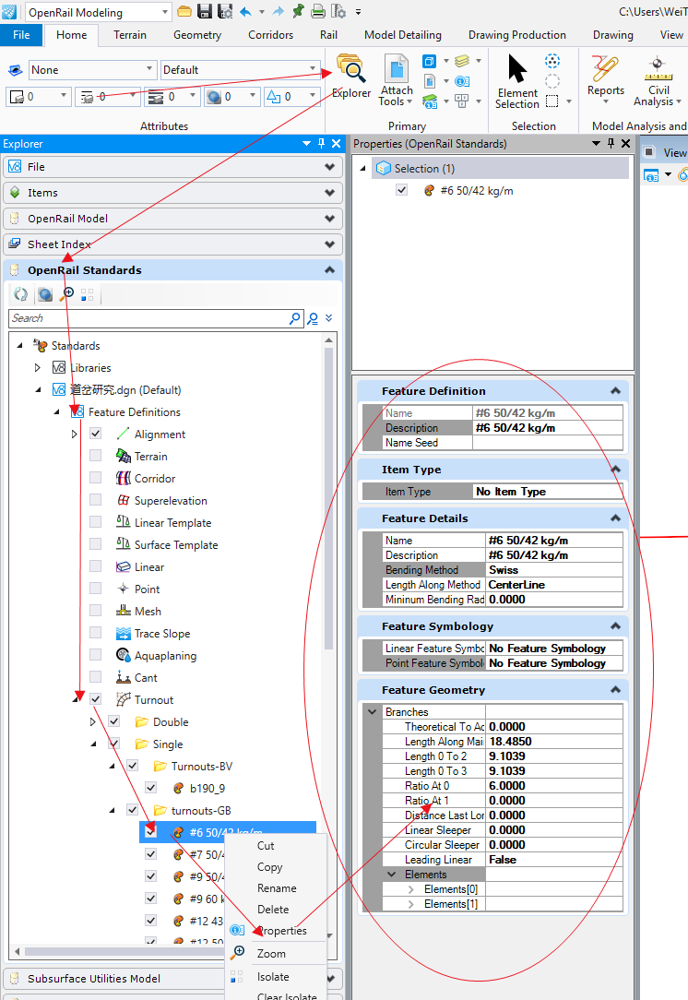 OpenRail Modeling
C:\Users\WeiT
File
Home
Terrain
Geometry
Corridors
Rail
Model Detailing
Drawing Production
Drawing
View
None
Default
0
0
0
0
0
Attributes
Explorer
Attach
Tools
Primary
Element
Selection
Selection
Reports
Civil
Analysis
Model Analysis and
Explorer
File
Items
OpenRail Model
Sheet Index
OpenRail Standards
Search
Standards
Libraries
道岔研究.dgn (Default)
Feature Definitions
Alignment
Terrain
Corridor
Superelevation
Linear Template
Surface Template
Linear
Point
Mesh
Trace Slope
Aquaplaning
Cant
Turnout
Double
Single
Turnouts-BV
b190_9
turnouts-GB
#6 50/42 kg/m
#7 50/4
#9 50/4
#9 60 k
#12 43
#12 50
Subsurface Utilities Model
Cut
Copy
Rename
Delete
Properties
Zoom
Isolate
Clear Isolate
Properties (OpenRail Standards)
Selection (1)
#6 50/42 kg/m
View
Feature Definition
Name #6 50/42 kg/m
Description #6 50/42 kg/m
Name Seed
Item Type
Item Type No Item Type
Feature Details
Name #6 50/42 kg/m
Description #6 50/42 kg/m
Bending Method Swiss
Length Along Method CenterLine
Mininum Bending Rad 0.0000
Feature Symbology
Linear Feature Symbo No Feature Symbology
Point Feature Symbol No Feature Symbology
Feature Geometry
Branches
Theoretical To Ac 0.0000
Length Along Mai 18.4850
Length 0 To 2 9.1039
Length 0 To 3 9.1039
Ratio At 0 6.0000
Ratio At 1 0.0000
Distance Last Lor 0.0000
Linear Sleeper 0.0000
Circular Sleeper 0.0000
Leading Linear False
Elements
Elements[0]
Elements[1]